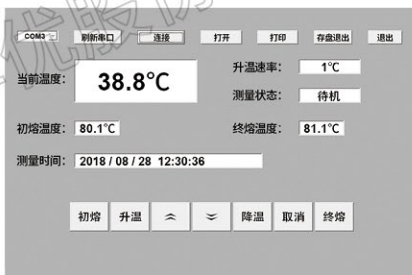 COM3 刷新串口 连接 打开 打印 存盘退出 退出
当前温度： 38.8℃
升温速率： 1℃
测量状态： 待机
初熔温度： 80.1℃ 终熔温度： 81.1℃
测量时间： 2018 / 08 / 28 12:30:36
初熔 升温 降温 取消 终熔